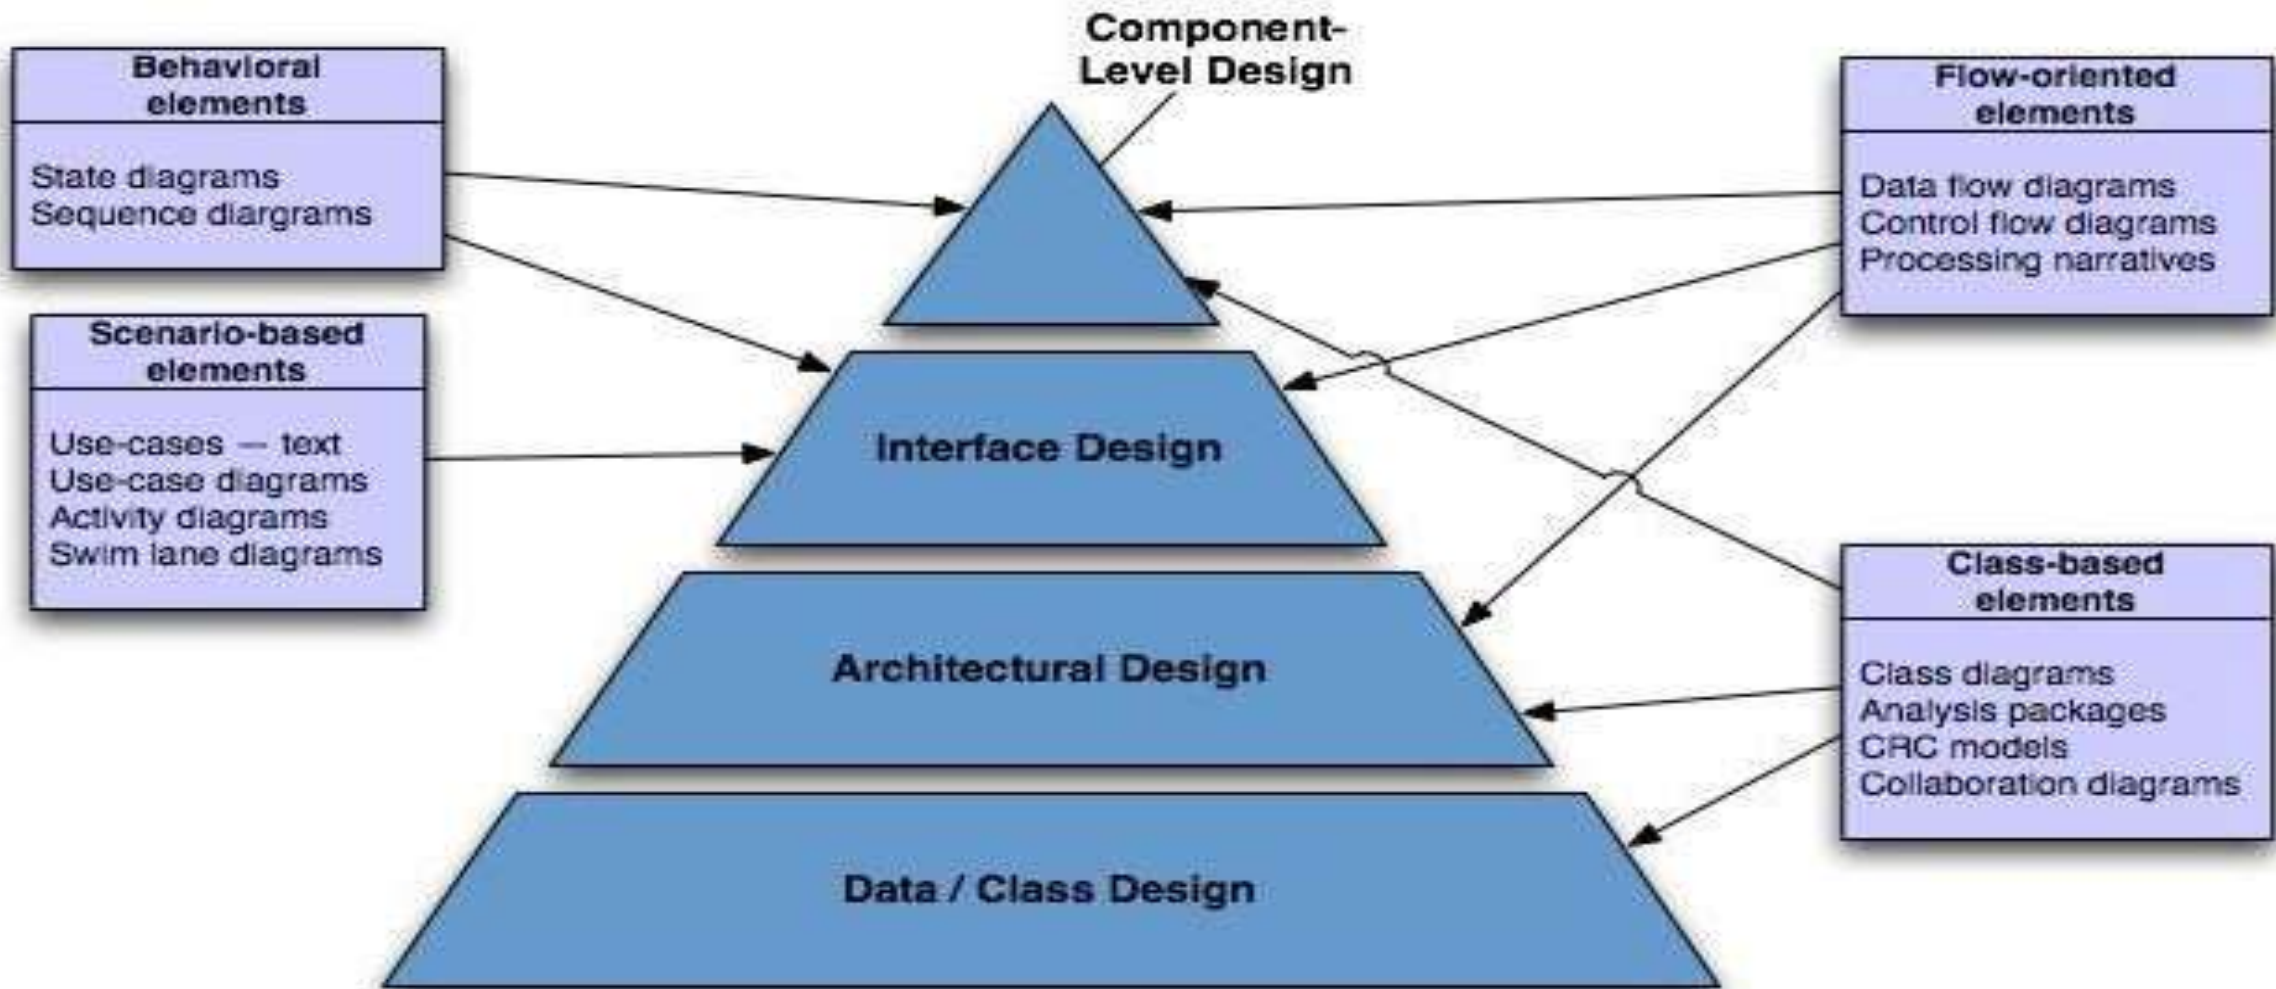 Component-
Level Design
Behavioral
elements
State diagrams
Sequence diargrams
Scenario-based
elements
Use-cases — text
Use-case diagrams
Activity diagrams
Swim lane diagrams
Flow-oriented
elements
Data flow diagrams
Control flow diagrams
Processing narratives
Class-based
elements
Class diagrams
Analysis packages
CRC models
Collaboration diagrams
Interface Design
Architectural Design
Data / Class Design